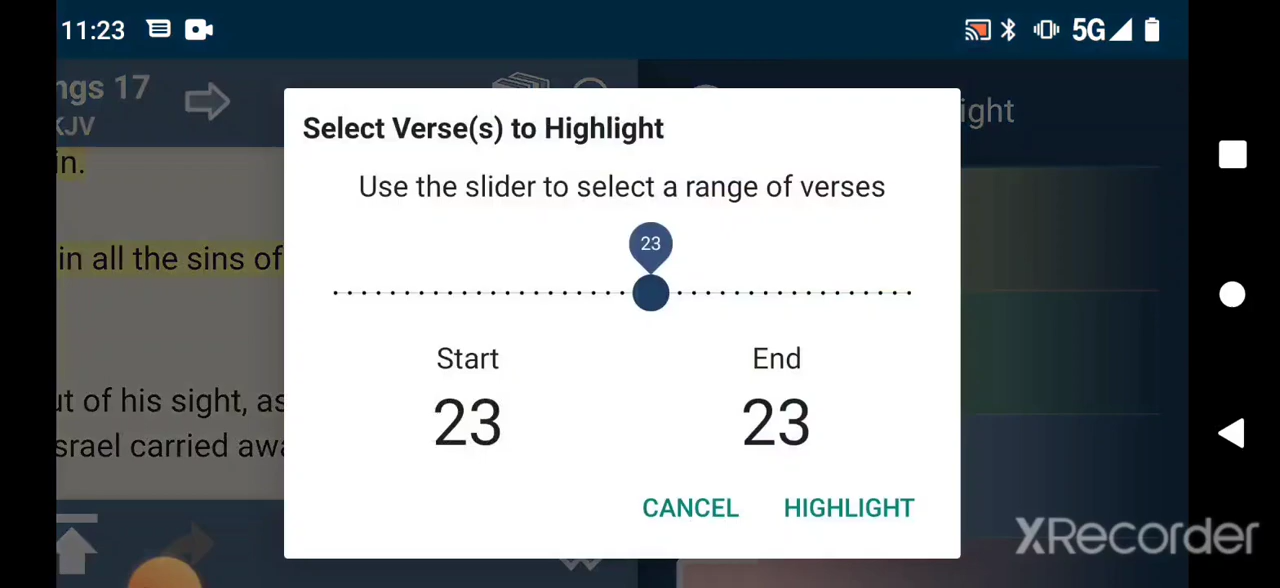 11:23
5G
ngs 17
KJV
ight
in.
in all the sins of
ut of his sight, as
srael carried awa
Select Verse(s) to Highlight
Use the slider to select a range of verses
23
Start
End
23
23
CANCEL
HIGHLIGHT
XRecorder